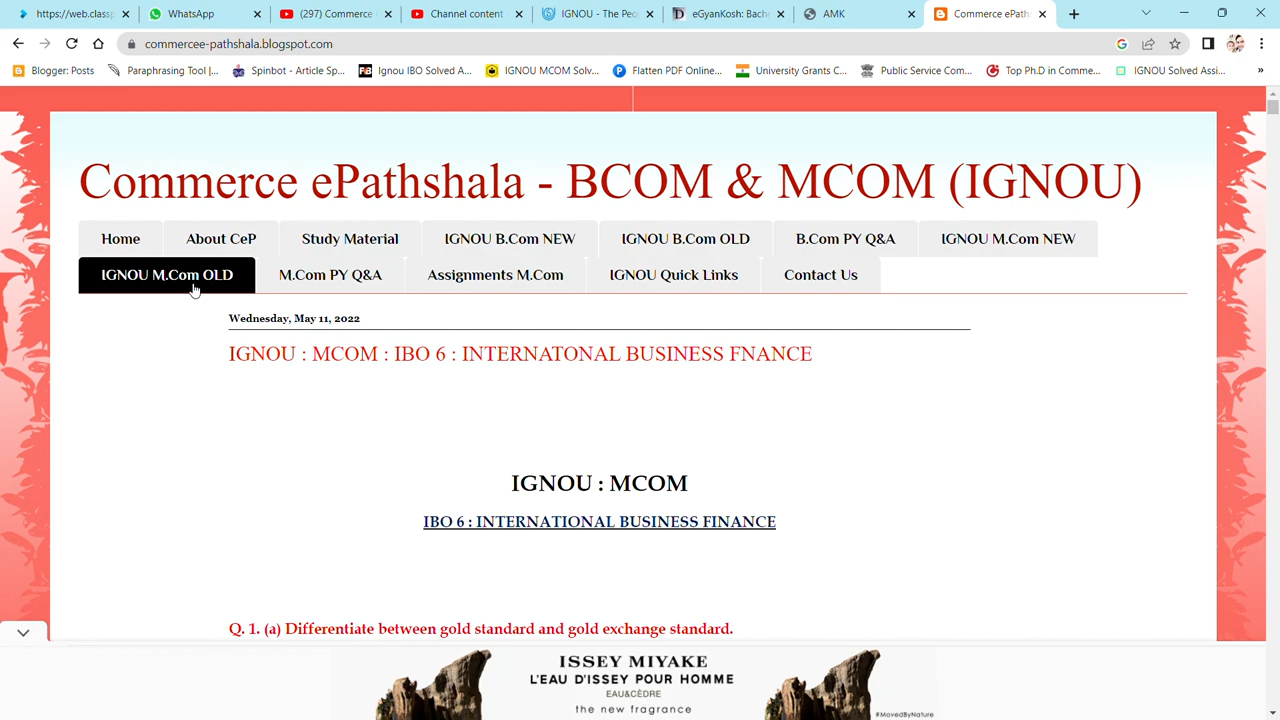 https://web.classp
WhatsApp
(297) Commerce
Channel content
IGNOU - The Peo
eGyanKosh: Bache
AMK
Commerce ePath
commercee-pathshala.blogspot.com
Blogger: Posts
Paraphrasing Tool |...
Spinbot - Article Sp...
Ignou IBO Solved A...
IGNOU MCOM Solv...
Flatten PDF Online...
University Grants C...
Public Service Com...
Top Ph.D in Comme...
IGNOU Solved Assi...
Commerce ePathshala - BCOM & MCOM (IGNOU)
Home
About CeP
Study Material
IGNOU B.Com NEW
IGNOU B.Com OLD
B.Com PY Q&A
IGNOU M.Com NEW
IGNOU M.Com OLD
M.Com PY Q&A
Assignments M.Com
IGNOU Quick Links
Contact Us
Wednesday, May 11, 2022
IGNOU : MCOM : IBO 6 : INTERNATONAL BUSINESS FNANCE
IGNOU : MCOM
IBO 6 : INTERNATIONAL BUSINESS FINANCE
Q. 1. (a) Differentiate between gold standard and gold exchange standard.
ISSEY MIYAKE
L'EAU D'ISSEY POUR HOMME
EAU&CÈDRE
the new fragrance
#MovedByNature